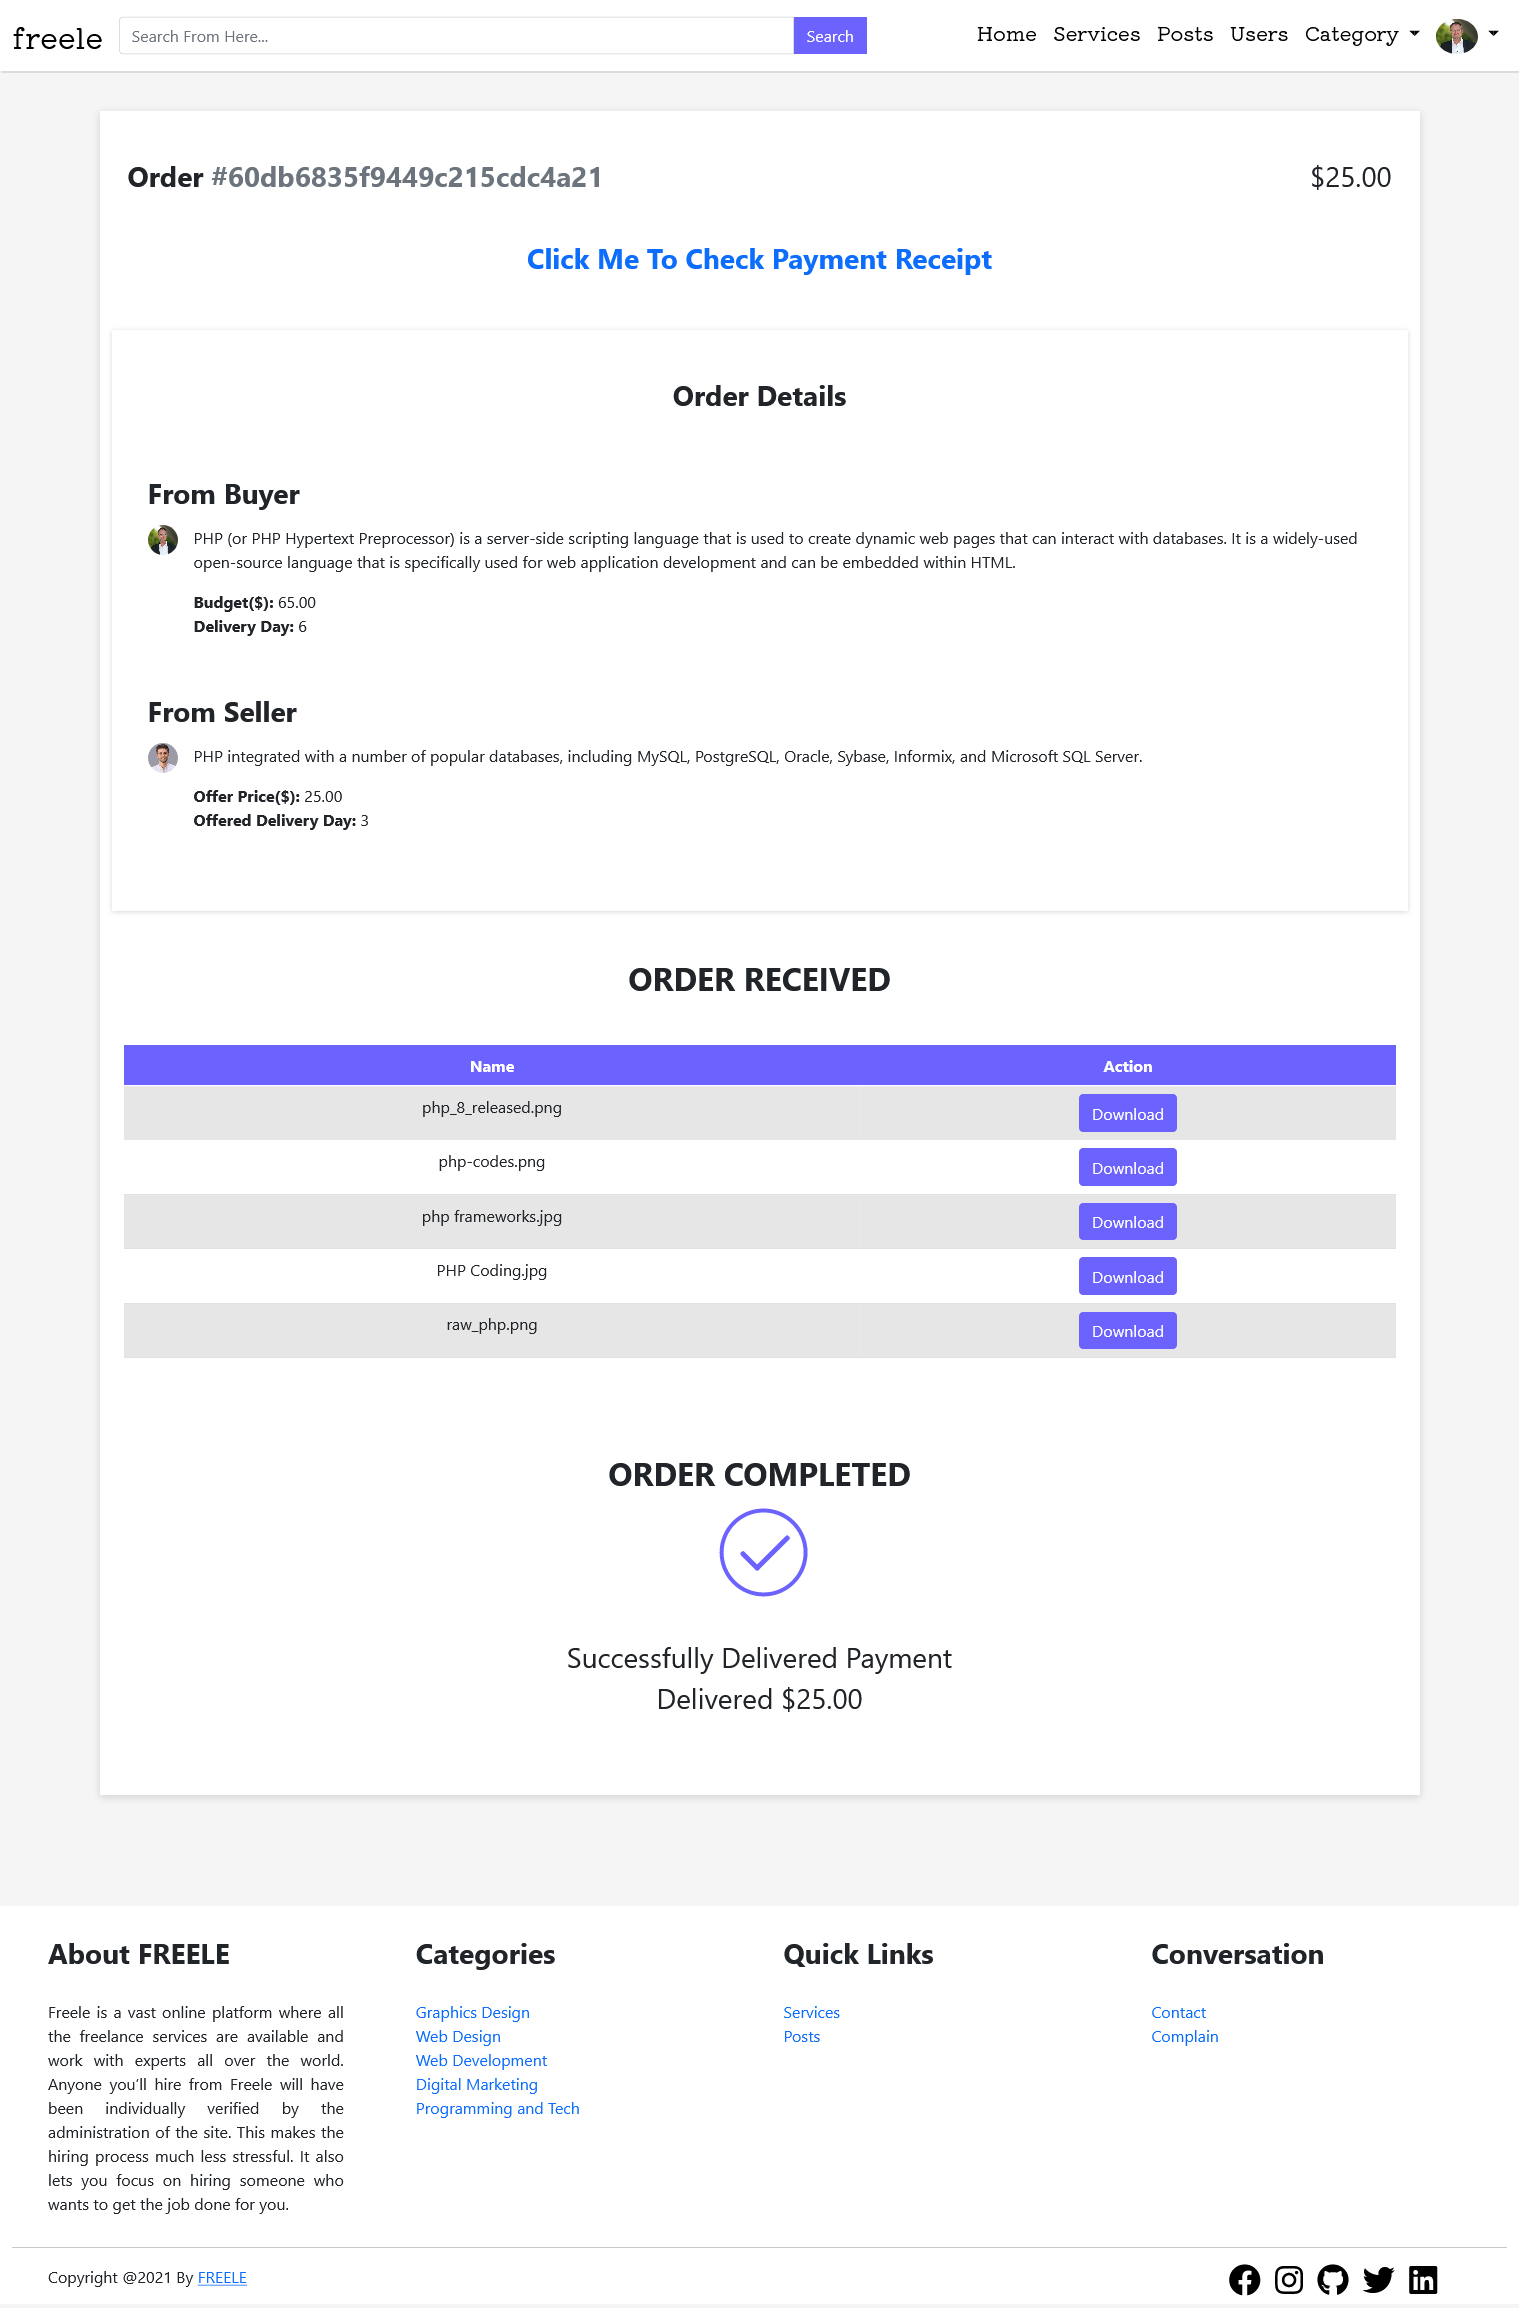 freele
Search From Here...
Search
Home Services Posts Users Category
Order #60db6835f9449c215cdc4a21
$25.00
Click Me To Check Payment Receipt
Order Details
From Buyer
PHP (or PHP Hypertext Preprocessor) is a server-side scripting language that is used to create dynamic web pages that can interact with databases. It is a widely-used
open-source language that is specifically used for web application development and can be embedded within HTML.
Budget($): 65.00
Delivery Day: 6
From Seller
PHP integrated with a number of popular databases, including MySQL, PostgreSQL, Oracle, Sybase, Informix, and Microsoft SQL Server.
Offer Price($): 25.00
Offered Delivery Day: 3
ORDER RECEIVED
Name Action
php_8_released.png Download
php-codes.png Download
php frameworks.jpg Download
PHP Coding.jpg Download
raw_php.png Download
ORDER COMPLETED
Successfully Delivered Payment
Delivered $25.00
About FREELE
Freele is a vast online platform where all
the freelance services are available and
work with experts all over the world.
Anyone you'll hire from Freele will have
been individually verified by the
administration of the site. This makes the
hiring process much less stressful. It also
lets you focus on hiring someone who
wants to get the job done for you.
Categories
Graphics Design
Web Design
Web Development
Digital Marketing
Programming and Tech
Quick Links
Services
Posts
Conversation
Contact
Complain
Copyright @2021 By FREELE